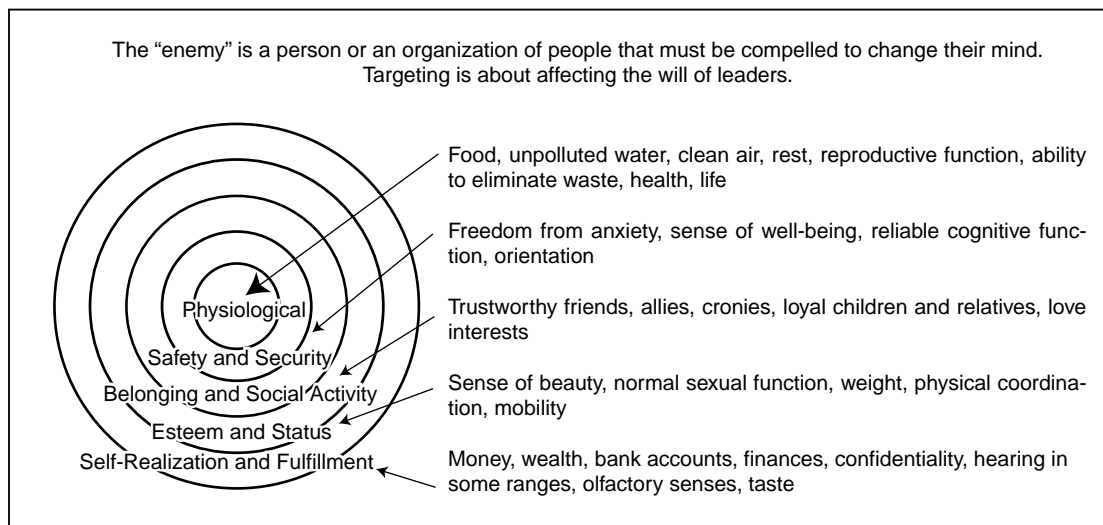 The “enemy” is a person or an organization of people that must be compelled to change their mind.
Targeting is about affecting the will of leaders.
Food, unpolluted water, clean air, rest, reproductive function, ability
to eliminate waste, health, life
Freedom from anxiety, sense of well-being, reliable cognitive func-
tion, orientation
Physiological
Trustworthy friends, allies, cronies, loyal children and relatives, love
interests
Safety and Security
Belonging and Social Activity
Sense of beauty, normal sexual function, weight, physical coordina-
tion, mobility
Esteem and Status
Self-Realization and Fulfillment
Money, wealth, bank accounts, finances, confidentiality, hearing in
some ranges, olfactory senses, taste